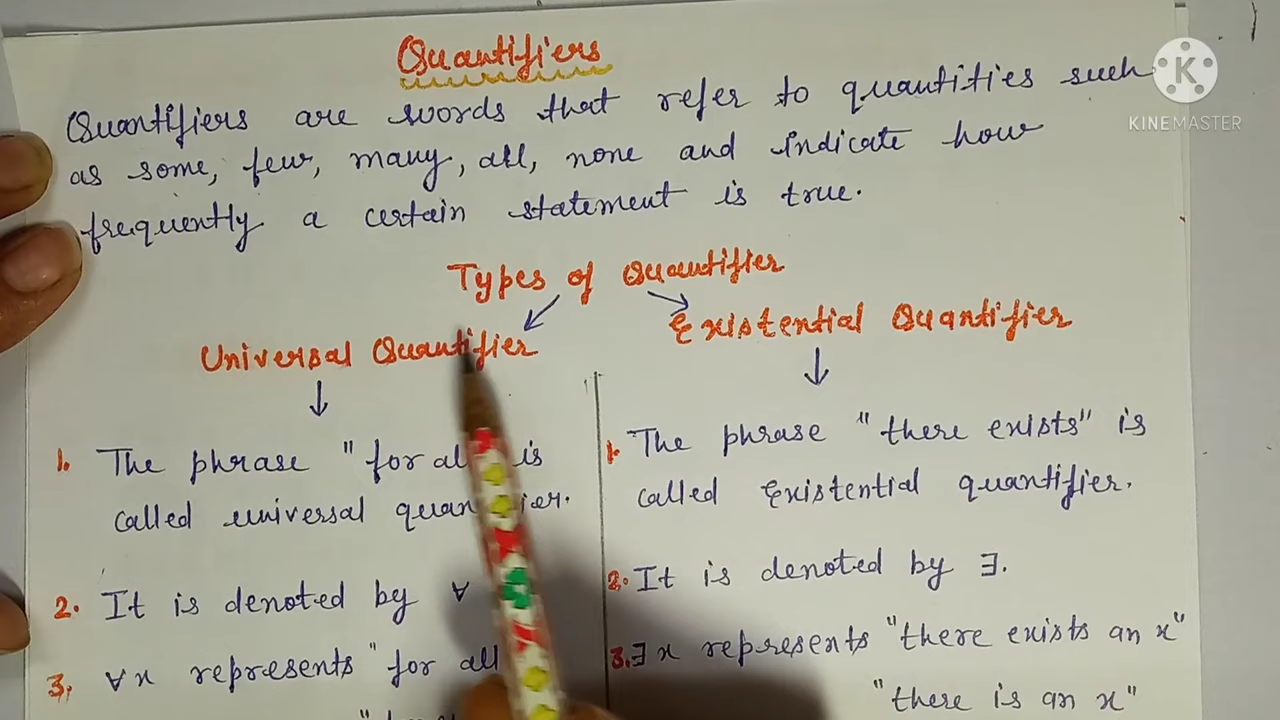 Quantifiers
Quantifiers are words that refer to quantities such
as some, few, many, all, none and indicate how
frequently a certain statement is true.
Types of Quantifier
Universal Quantifier
Existential Quantifier
1. The phrase "for all is
called universal quantifier.
2. It is denoted by ∀
3. ∀x represents "for all
1. The phrase "there exists" is
called Existential quantifier.
2. It is denoted by ∃.
3. ∃x represents "there exists an x"
"there is an x"
K
KINEMASTER